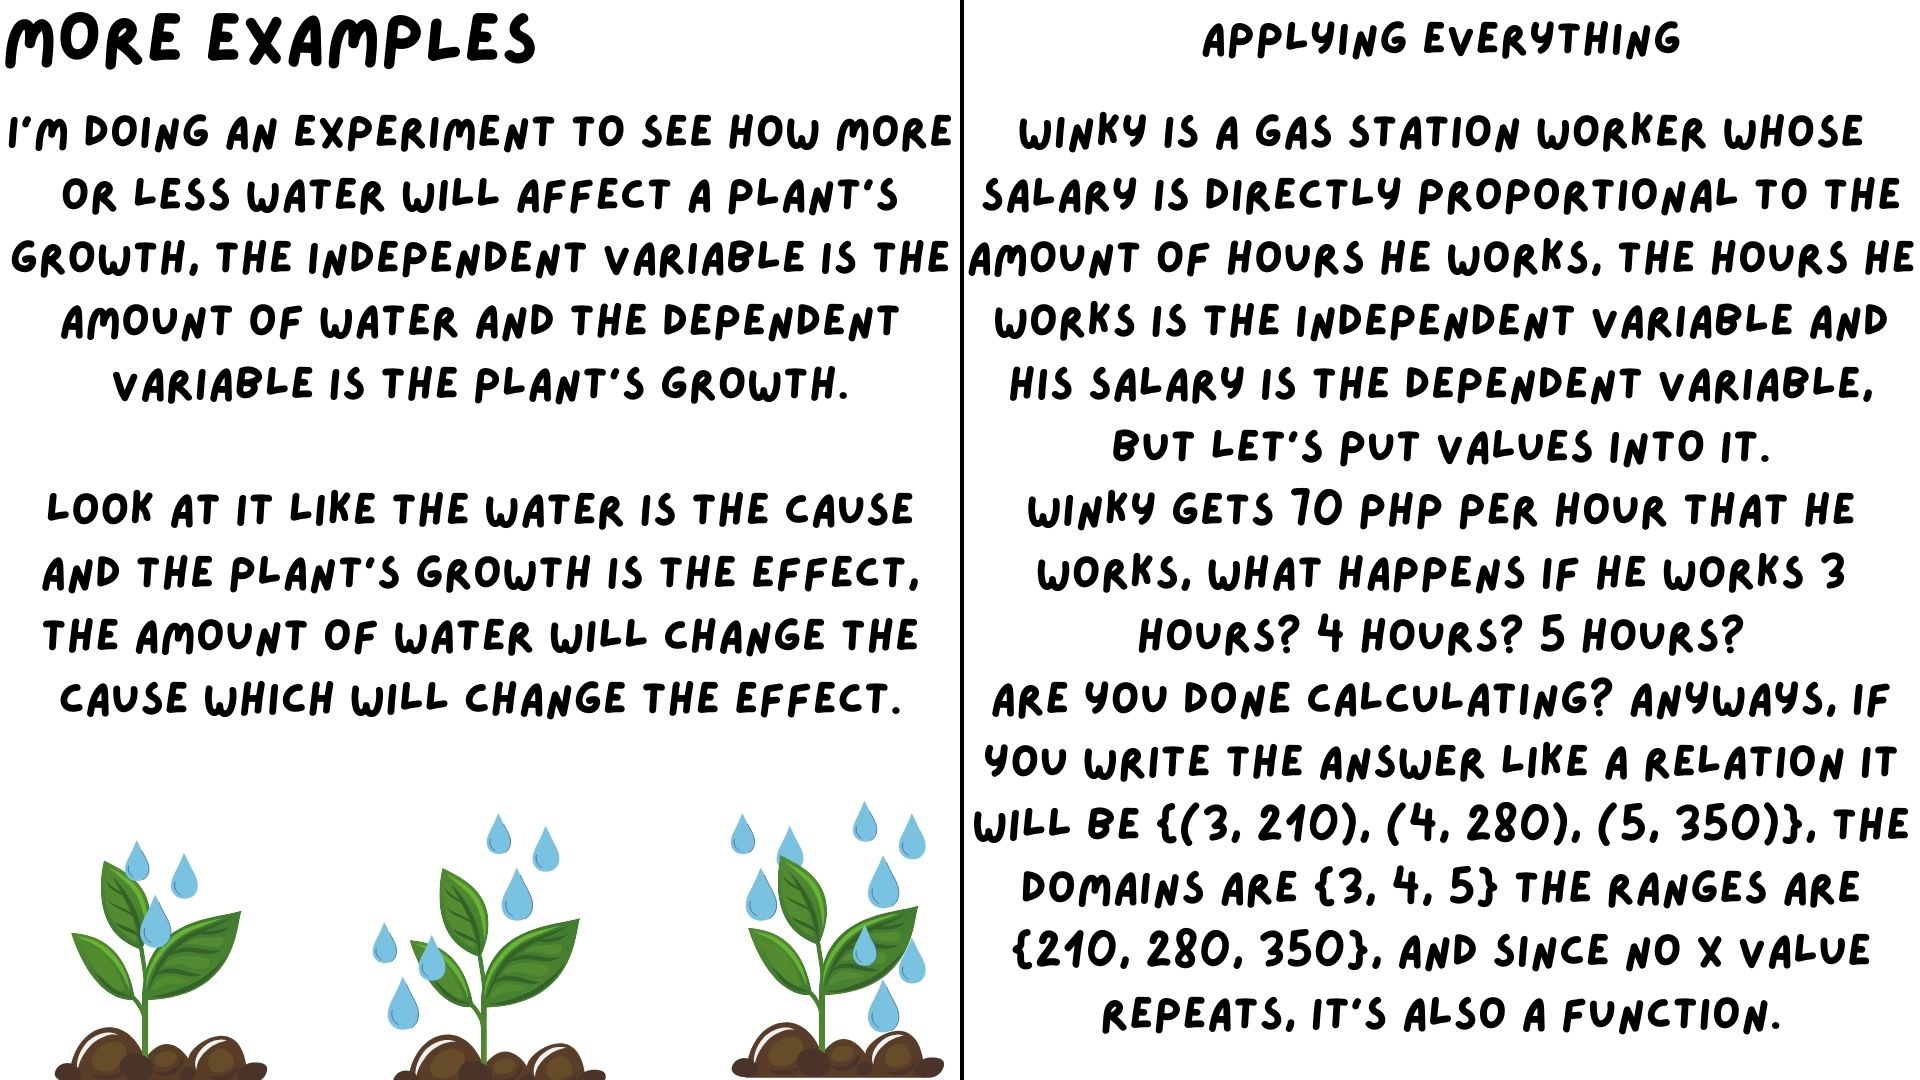 MORE EXAMPLES
I'M DOING AN EXPERIMENT TO SEE HOW MORE
OR LESS WATER WILL AFFECT A PLANT'S
GROWTH, THE INDEPENDENT VARIABLE IS THE
AMOUNT OF WATER AND THE DEPENDENT
VARIABLE IS THE PLANT'S GROWTH.
LOOK AT IT LIKE THE WATER IS THE CAUSE
AND THE PLANT'S GROWTH IS THE EFFECT,
THE AMOUNT OF WATER WILL CHANGE THE
CAUSE WHICH WILL CHANGE THE EFFECT.
APPLYING EVERYTHING
WINKY IS A GAS STATION WORKER WHOSE
SALARY IS DIRECTLY PROPORTIONAL TO THE
AMOUNT OF HOURS HE WORKS, THE HOURS HE
WORKS IS THE INDEPENDENT VARIABLE AND
HIS SALARY IS THE DEPENDENT VARIABLE,
BUT LET'S PUT VALUES INTO IT.
WINKY GETS 70 PHP PER HOUR THAT HE
WORKS, WHAT HAPPENS IF HE WORKS 3
HOURS? 4 HOURS? 5 HOURS?
ARE YOU DONE CALCULATING? ANYWAYS, IF
YOU WRITE THE ANSWER LIKE A RELATION IT
WILL BE {(3, 210), (4, 280), (5, 350)}, THE
DOMAINS ARE {3, 4, 5} THE RANGES ARE
{210, 280, 350}, AND SINCE NO X VALUE
REPEATS, IT'S ALSO A FUNCTION.